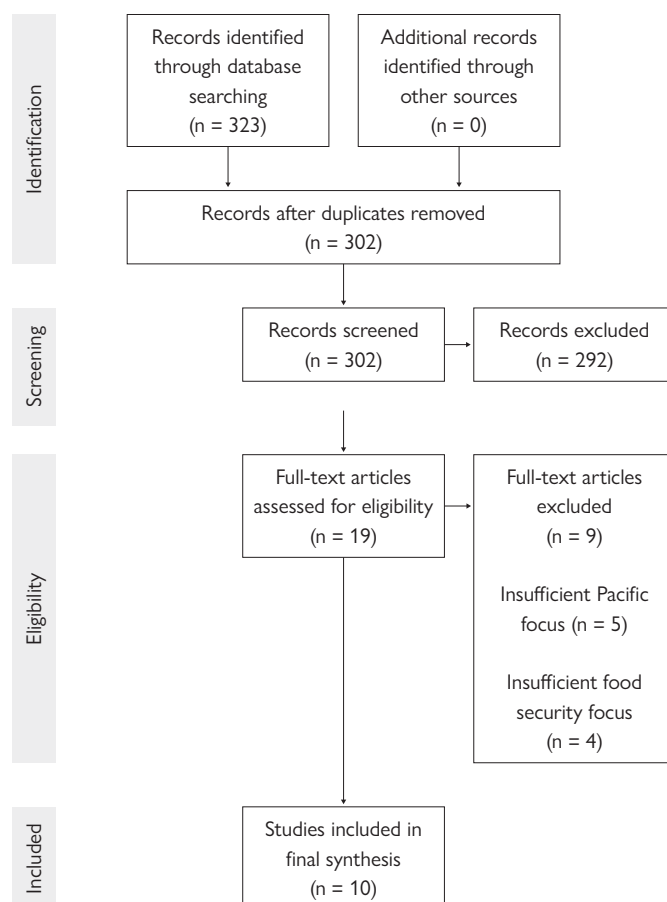 Identification
Records identified
through database
searching
(n = 323)
Additional records
identified through
other sources
(n = 0)
Records after duplicates removed
(n = 302)
Screening
Records screened
(n = 302)
Records excluded
(n = 292)
Eligibility
Full-text articles
assessed for eligibility
(n = 19)
Full-text articles
excluded
(n = 9)
Insufficient Pacific
focus (n = 5)
Insufficient food
security focus
(n = 4)
Included
Studies included in
final synthesis
(n = 10)